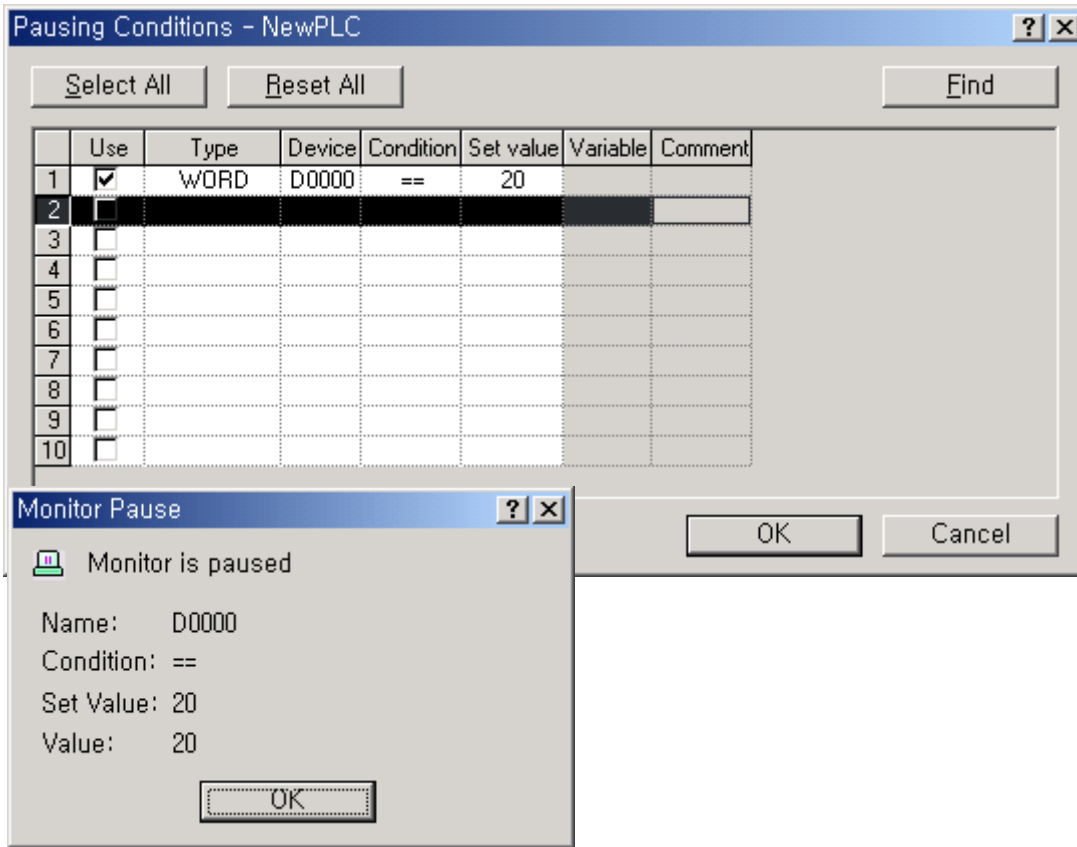 Pausing Conditions - NewPLC
Select All Reset All Find
Use Type Device Condition Set value Variable Comment
1 WORD D0000 == 20
2
3
4
5
6
7
8
9
10
OK Cancel
Monitor Pause
Monitor is paused
Name: D0000
Condition: ==
Set Value: 20
Value: 20
OK